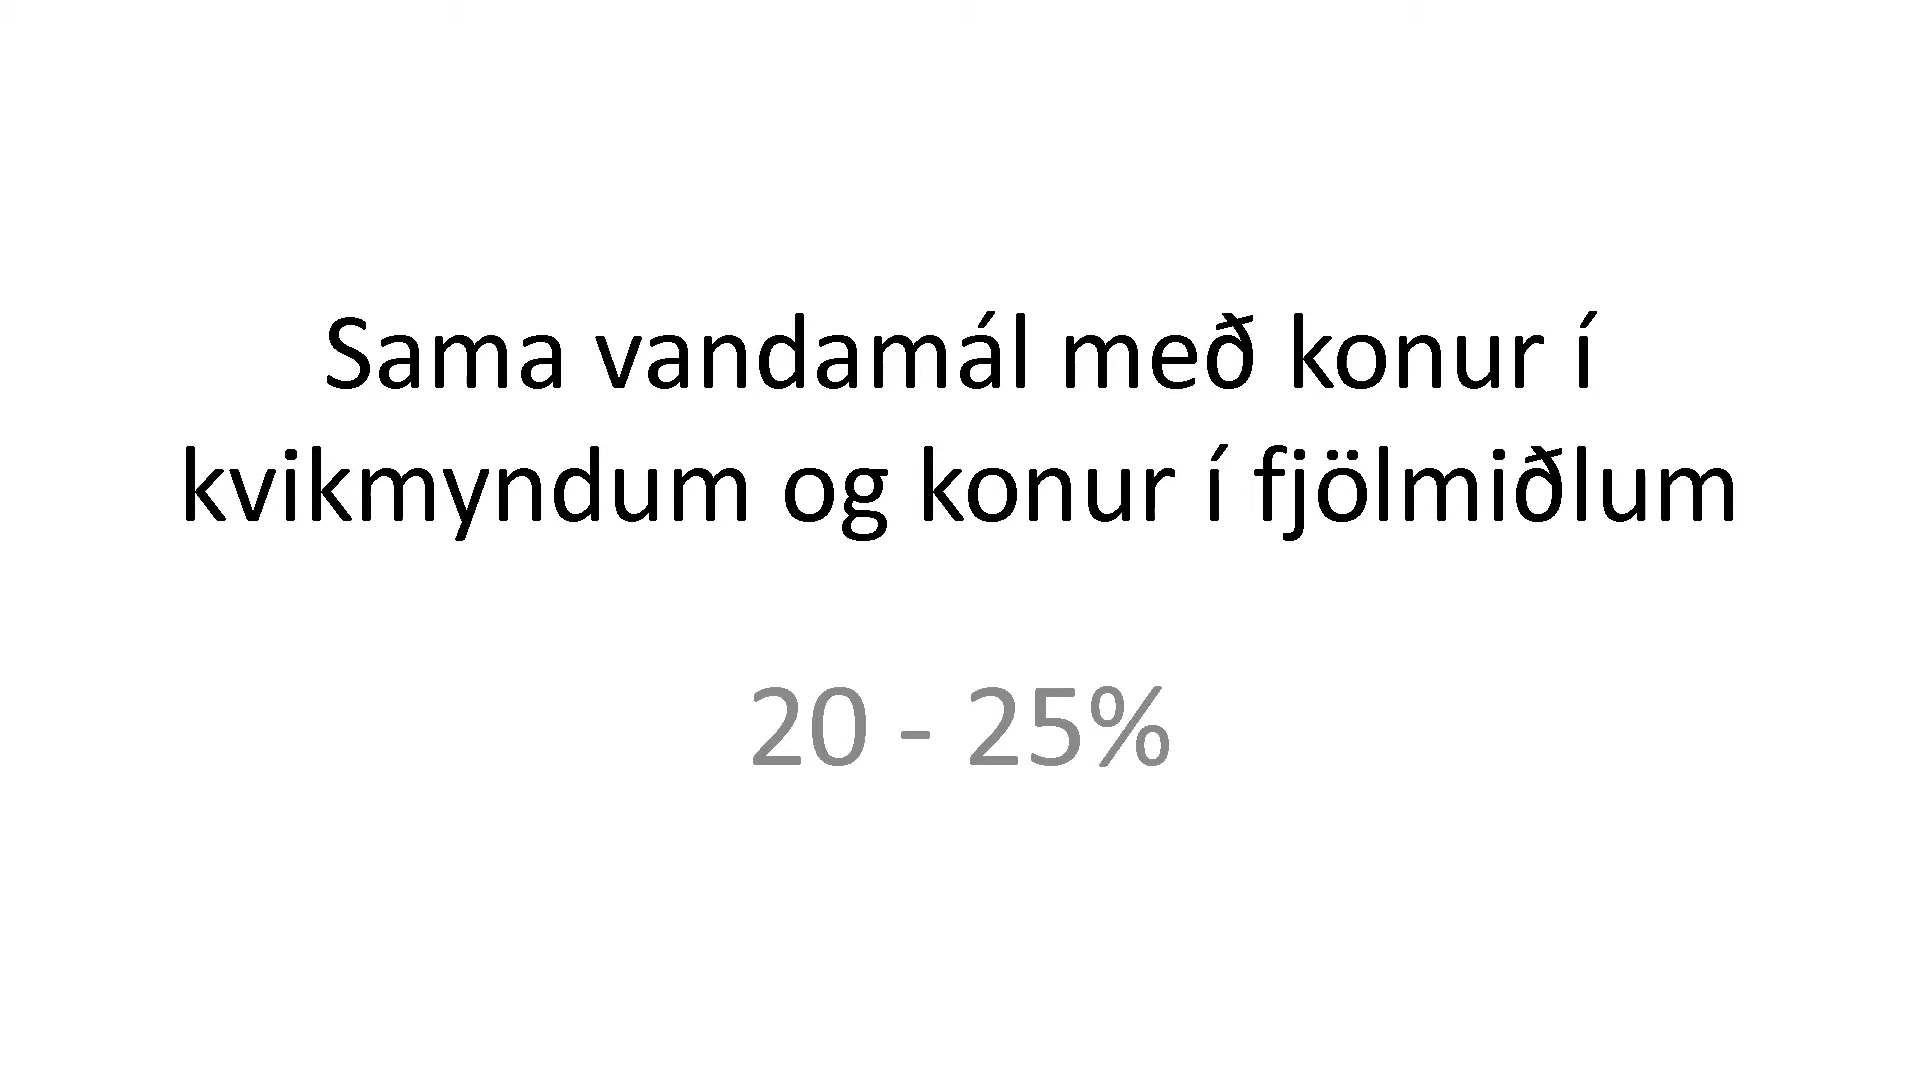 Sama vandamál með konur í
kvikmyndum og konur í fjölmiðlum
20 - 25%